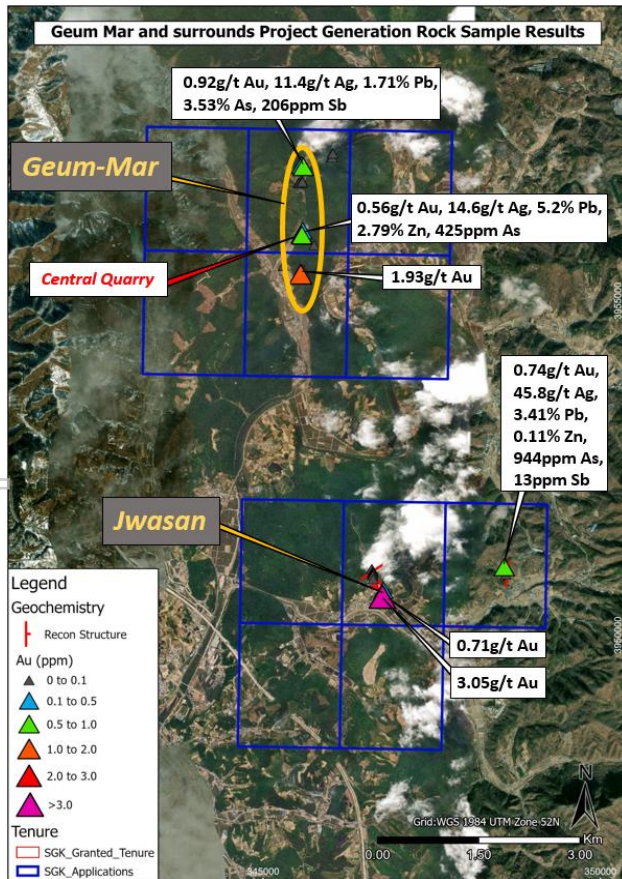 Geum Mar and surrounds Project Generation Rock Sample Results
0.92g/t Au, 11.4g/t Ag, 1.71% Pb,
3.53% As, 206ppm Sb
Geum-Mar
0.56g/t Au, 14.6g/t Ag, 5.2% Pb,
2.79% Zn, 425ppm As
Central Quarry
1.93g/t Au
3955000
0.74g/t Au,
45.8g/t Ag,
3.41% Pb,
0.11% Zn,
944ppm As,
13ppm Sb
Jwasan
0.71g/t Au
3.05g/t Au
3950000
Legend
Geochemistry
Recon Structure
Au (ppm)
0 to 0.1
0.1 to 0.5
0.5 to 1.0
1.0 to 2.0
2.0 to 3.0
>3.0
Tenure
SGK_Granted_Tenure
SGK_Applications
N
Grid:WGS 1984 UTM Zone 52N
Km
0.00 1.50 3.00
345000 350000